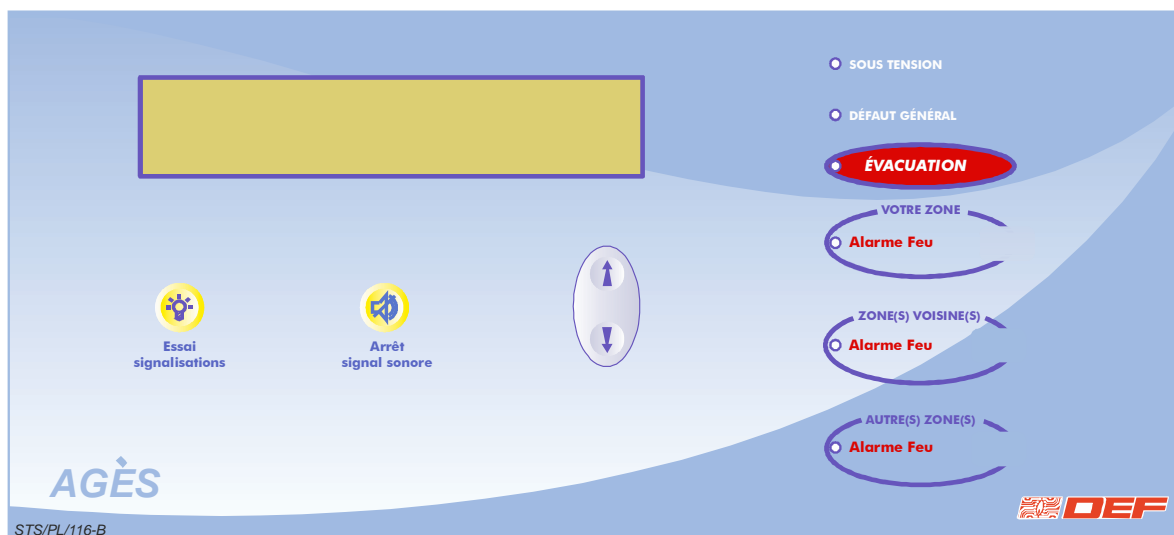 SOUS TENSION
DÉFAUT GÉNÉRAL
ÉVACUATION
VOTRE ZONE
Alarme Feu
ZONE(S) VOISINE(S)
Alarme Feu
AUTRE(S) ZONE(S)
Alarme Feu
Essai
signalisations
Arrêt
signal sonore
AGÈS
STS/PL/116-B
DEF